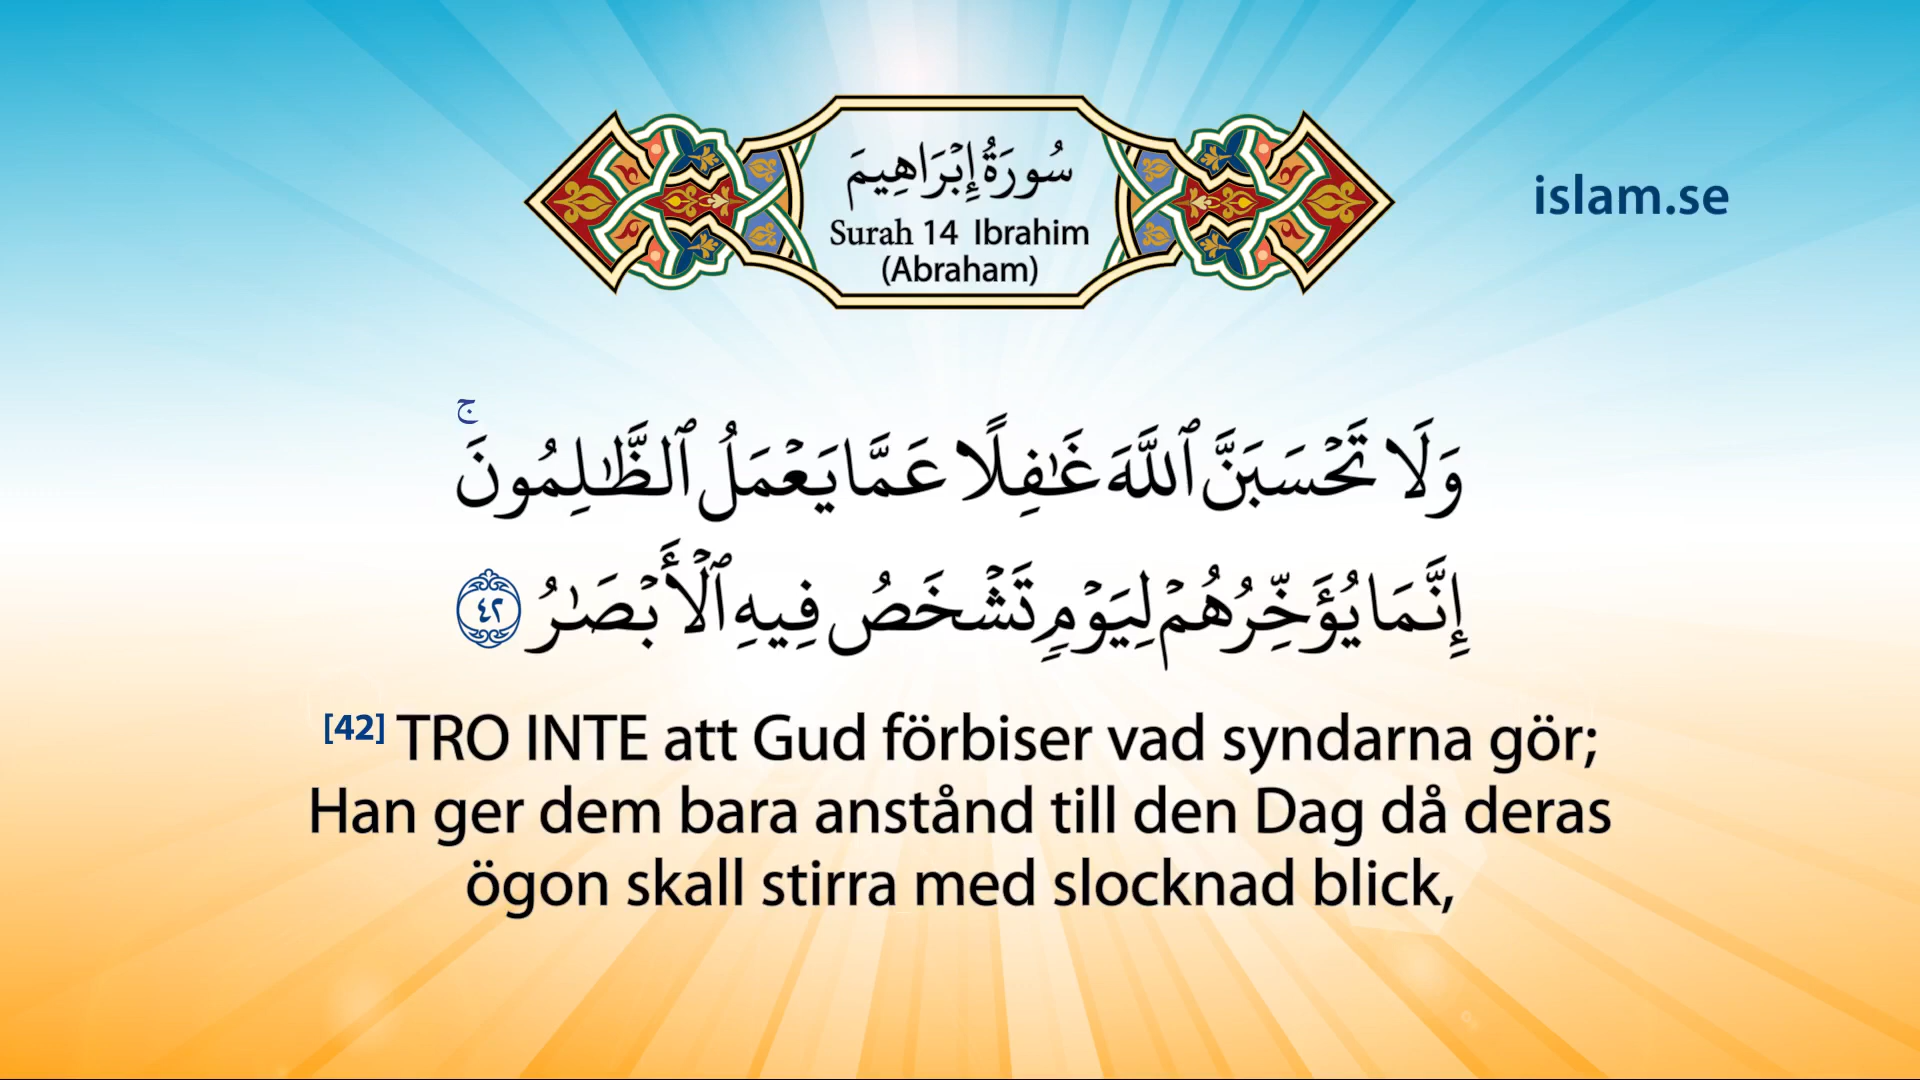 سُورَةُ إِبْرَاهِيمَ
Surah 14 Ibrahim
(Abraham)
islam.se
وَلَا تَحْسَبَنَّ ٱللَّهَ غَٰفِلًا عَمَّا يَعْمَلُ ٱلظَّٰلِمُونَ ۚ
إِنَّمَا يُؤَخِّرُهُمْ لِيَوْمٍ تَشْخَصُ فِيهِ ٱلْأَبْصَٰرُ ٤٢
[42] TRO INTE att Gud förbiser vad syndarna gör;
Han ger dem bara anstånd till den Dag då deras
ögon skall stirra med slocknad blick,